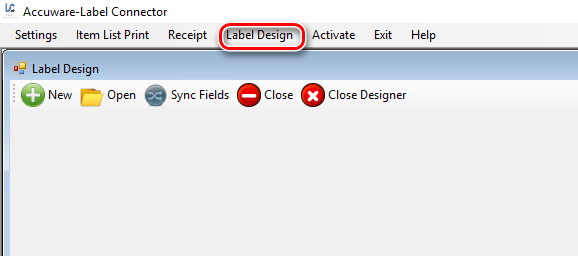 LC Accuware-Label Connector
Settings Item List Print Receipt Label Design Activate Exit Help
Label Design
New Open Sync Fields Close Close Designer